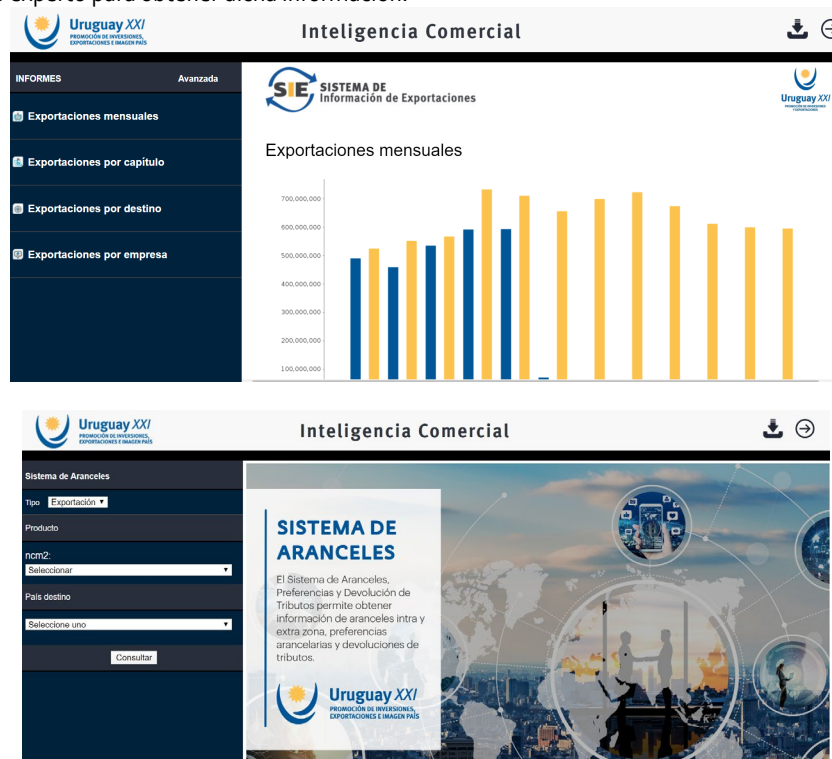 experto para obtener dicha información.
Uruguay XXI
PROMOCIÓN DE INVERSIONES,
EXPORTACIONES E IMAGEN PAÍS
Inteligencia Comercial
INFORMES Avanzada
Exportaciones mensuales
Exportaciones por capítulo
Exportaciones por destino
Exportaciones por empresa
SIE SISTEMA DE
Información de Exportaciones
Uruguay XXI
Exportaciones mensuales
700,000,000
600,000,000
500,000,000
400,000,000
300,000,000
200,000,000
100,000,000
Uruguay XXI
PROMOCIÓN DE INVERSIONES,
EXPORTACIONES E IMAGEN PAÍS
Inteligencia Comercial
Sistema de Aranceles
Tipo Exportación
Producto
ncm2:
Seleccionar
País destino
Seleccione uno
Consultar
SISTEMA DE
ARANCELES
El Sistema de Aranceles,
Preferencias y Devolución de
Tributos permite obtener
información de aranceles intra y
extra zona, preferencias
arancelarias y devoluciones de
tributos.
Uruguay XXI
PROMOCIÓN DE INVERSIONES,
EXPORTACIONES E IMAGEN PAÍS